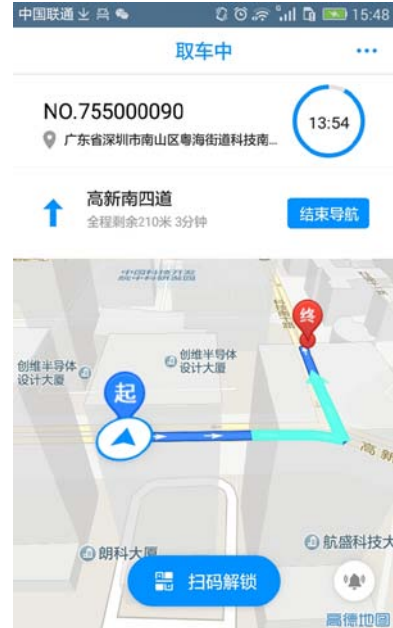 中国联通
15:48
取车中
NO.755000090
广东省深圳市南山区粤海街道科技南...
13:54
高新南四道
全程剩余210米 3分钟
结束导航
终
创维半导体
设计大厦
创维半导体
设计大厦
起
高新
朗科大厦
航盛科技大
扫码解锁
高德地图